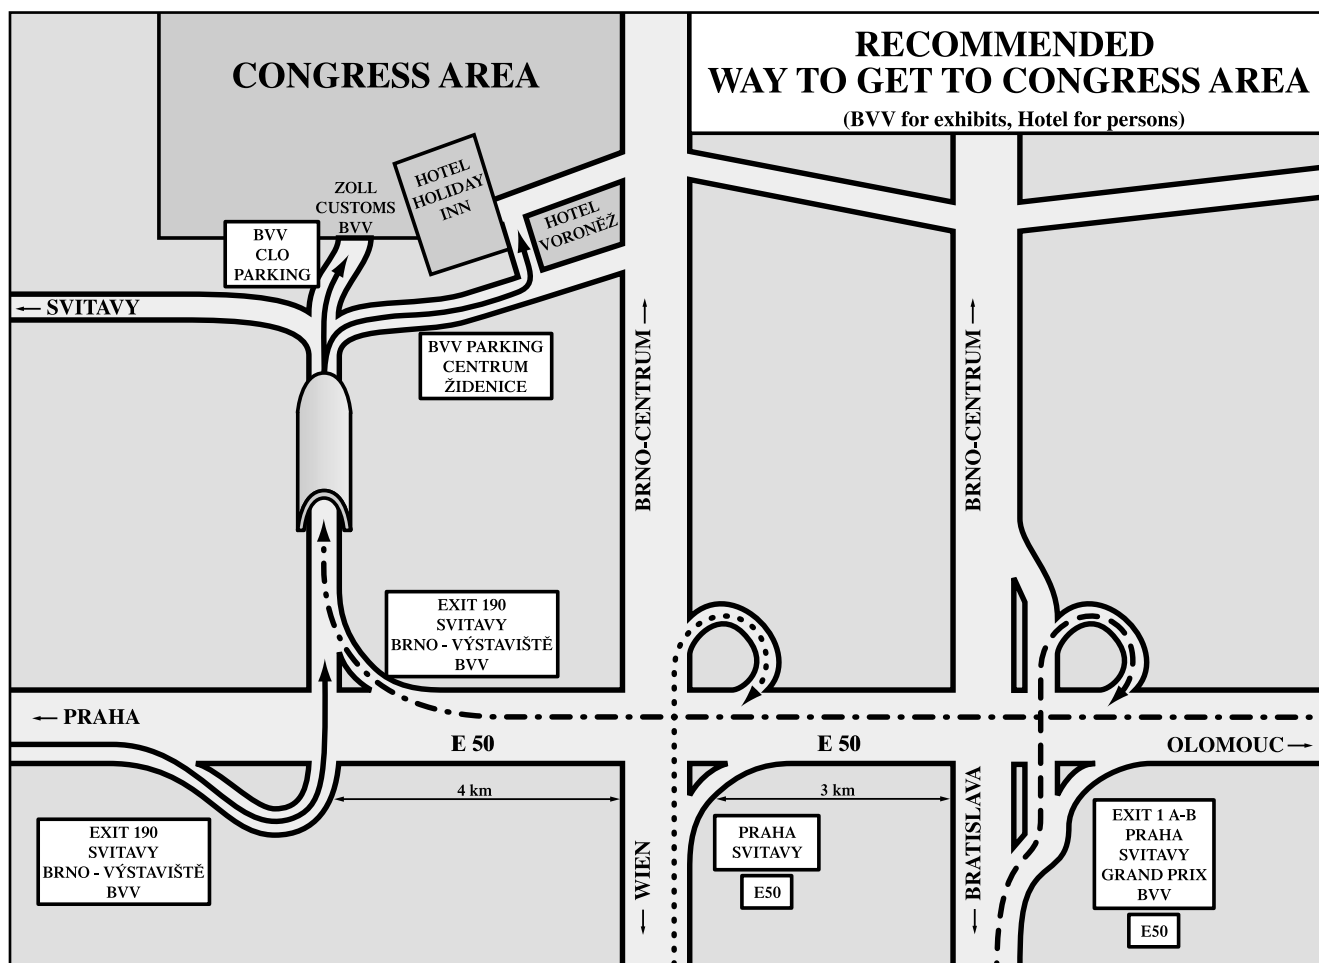 RECOMMENDED
WAY TO GET TO CONGRESS AREA
(BVV for exhibits, Hotel for persons)
CONGRESS AREA
HOTEL
HOLIDAY
INN
ZOLL
CUSTOMS
BVV
HOTEL
VORONĚŽ
BVV
CLO
PARKING
← SVITAVY
BVV PARKING
CENTRUM
ŽIDENICE
BRNO-CENTRUM →
BRNO-CENTRUM →
EXIT 190
SVITAVY
BRNO - VÝSTAVIŠTĚ
BVV
← PRAHA
E 50
E 50
OLOMOUC →
4 km
3 km
EXIT 190
SVITAVY
BRNO - VÝSTAVIŠTĚ
BVV
← WIEN
PRAHA
SVITAVY
E50
← BRATISLAVA
EXIT 1 A-B
PRAHA
SVITAVY
GRAND PRIX
BVV
E50